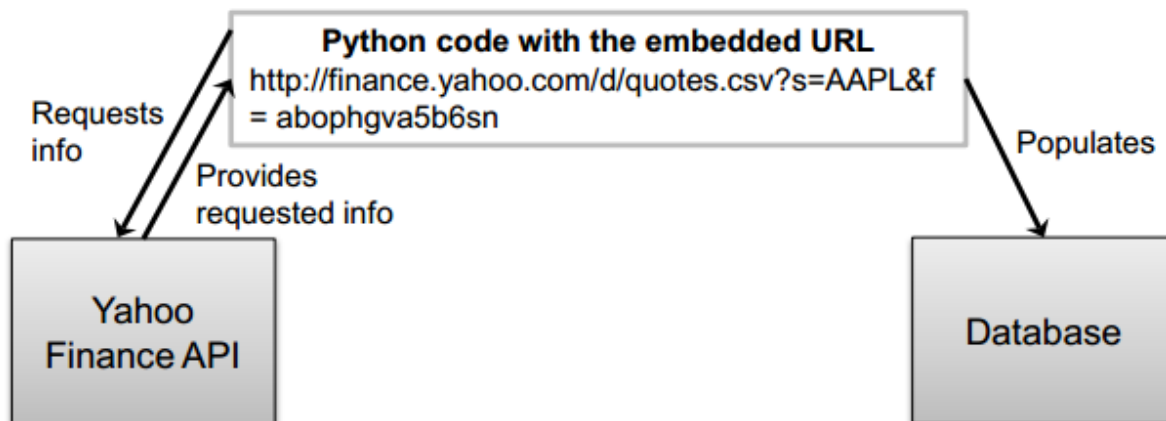 Python code with the embedded URL
http://finance.yahoo.com/d/quotes.csv?s=AAPL&f
= abophgva5b6sn
Requests
info
Provides
requested info
Populates
Yahoo
Finance API
Database